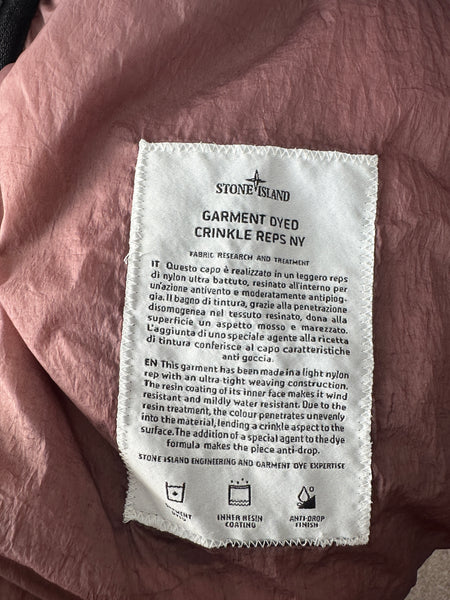 STONE ISLAND
GARMENT DYED
CRINKLE REPS NY
FABRIC RESEARCH AND TREATMENT
IT Questo capo è realizzato in un leggero reps
di nylon ultra battuto, resinato all'interno per
un'azione antivento e moderatamente antipiog-
gia. Il bagno di tintura, grazie alla penetrazione
disomogenea nel tessuto resinato, dona alla
superficie un aspetto mosso e marezzato.
L'aggiunta di uno speciale agente alla ricetta
di tintura conferisce al capo caratteristiche
anti goccia.
EN This garment has been made in a light nylon
rep with an ultra-tight weaving construction.
The resin coating of its inner face makes it wind
resistant and mildly water resistant. Due to the
resin treatment, the colour penetrates unevenly
into the material, lending a crinkle aspect to the
surface. The addition of a special agent to the dye
formula makes the piece anti-drop.
STONE ISLAND ENGINEERING AND GARMENT DYE EXPERTISE
INNER RESIN
COATING
ANTI-DROP
FINISH